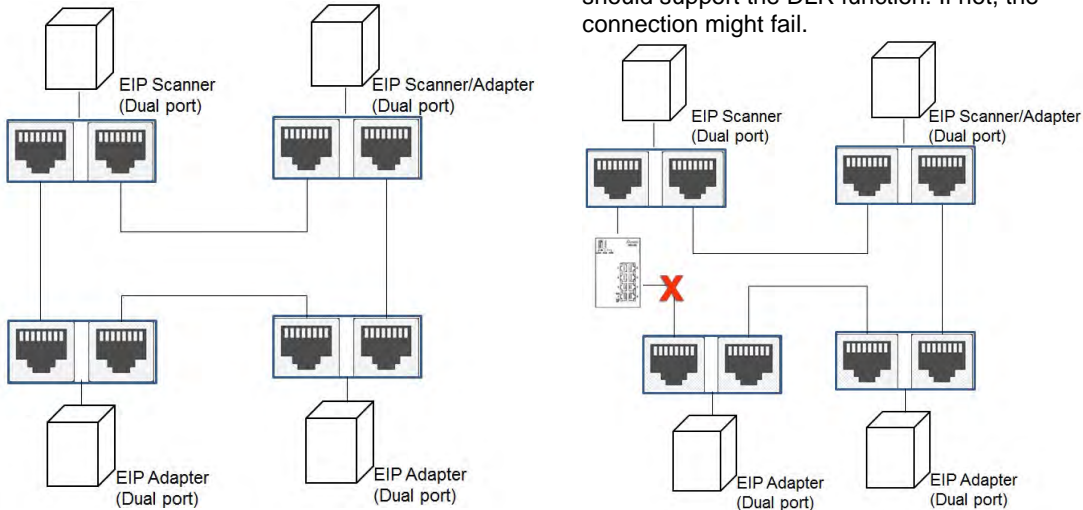 should support the DLR function. If not, the
connection might fail.
EIP Scanner
(Dual port)
EIP Scanner/Adapter
(Dual port)
EIP Adapter
(Dual port)
EIP Adapter
(Dual port)
EIP Scanner
(Dual port)
EIP Scanner/Adapter
(Dual port)
X
EIP Adapter
(Dual port)
EIP Adapter
(Dual port)